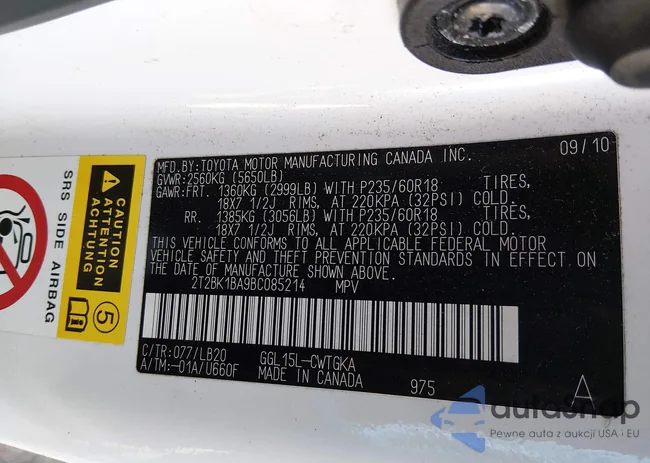 MFD.BY:TOYOTA MOTOR MANUFACTURING CANADA INC. 09/10
GVWR:2560KG (5650LB)
GAWR:FRT. 1360KG (2999LB) WITH P235/60R18 TIRES,
18X7 1/2J RIMS, AT 220KPA (32PSI) COLD.
RR. 1385KG (3056LB) WITH P235/60R18 TIRES,
18X7 1/2J RIMS, AT 220KPA (32PSI) COLD.
THIS VEHICLE CONFORMS TO ALL APPLICABLE FEDERAL MOTOR
VEHICLE SAFETY AND THEFT PREVENTION STANDARDS IN EFFECT ON
THE DATE OF MANUFACTURE SHOWN ABOVE.
2T2BK1BA9BC085214 MPV
C/TR:077/LB20 GGL15L-CWTGKA
A/TM:-01A/U660F MADE IN CANADA 975 A
SRS SIDE AIRBAG
CAUTION
ATTENTION
ACHTUNG
5
autosnap
Pewne auta z aukcji USA i EU